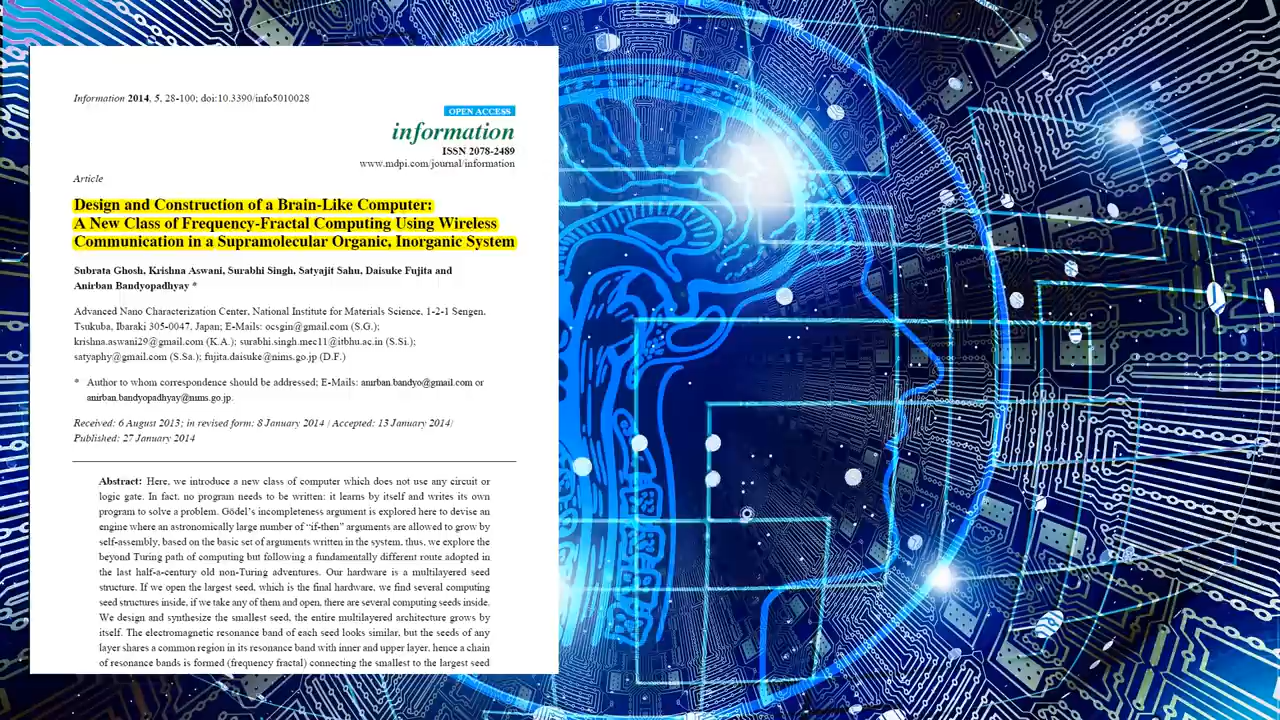 Information 2014, 5, 28-100; doi:10.3390/info5010028
OPEN ACCESS
information
ISSN 2078-2489
www.mdpi.com/journal/information
Article
Design and Construction of a Brain-Like Computer:
A New Class of Frequency-Fractal Computing Using Wireless
Communication in a Supramolecular Organic, Inorganic System
Subrata Ghosh, Krishna Aswani, Surabhi Singh, Satyajit Sahu, Daisuke Fujita and
Anirban Bandyopadhyay *
Advanced Nano Characterization Center, National Institute for Materials Science, 1-2-1 Sengen,
Tsukuba, Ibaraki 305-0047, Japan; E-Mails: ocsgin@gmail.com (S.G.);
krishna.aswani29@gmail.com (K.A.); surabhi.singh.mec11@itbhu.ac.in (S.Si.);
satyaphy@gmail.com (S.Sa.); fujita.daisuke@nims.go.jp (D.F.)
* Author to whom correspondence should be addressed; E-Mails: anirban.bandyo@gmail.com or
anirban.bandyopadhyay@nims.go.jp.
Received: 6 August 2013; in revised form: 8 January 2014 / Accepted: 13 January 2014/
Published: 27 January 2014
Abstract: Here, we introduce a new class of computer which does not use any circuit or
logic gate. In fact, no program needs to be written: it learns by itself and writes its own
program to solve a problem. Gödel's incompleteness argument is explored here to devise an
engine where an astronomically large number of "if-then" arguments are allowed to grow by
self-assembly, based on the basic set of arguments written in the system, thus, we explore the
beyond Turing path of computing but following a fundamentally different route adopted in
the last half-a-century old non-Turing adventures. Our hardware is a multilayered seed
structure. If we open the largest seed, which is the final hardware, we find several computing
seed structures inside, if we take any of them and open, there are several computing seeds inside.
We design and synthesize the smallest seed, the entire multilayered architecture grows by
itself. The electromagnetic resonance band of each seed looks similar, but the seeds of any
layer shares a common region in its resonance band with inner and upper layer, hence a chain
of resonance bands is formed (frequency fractal) connecting the smallest to the largest seed